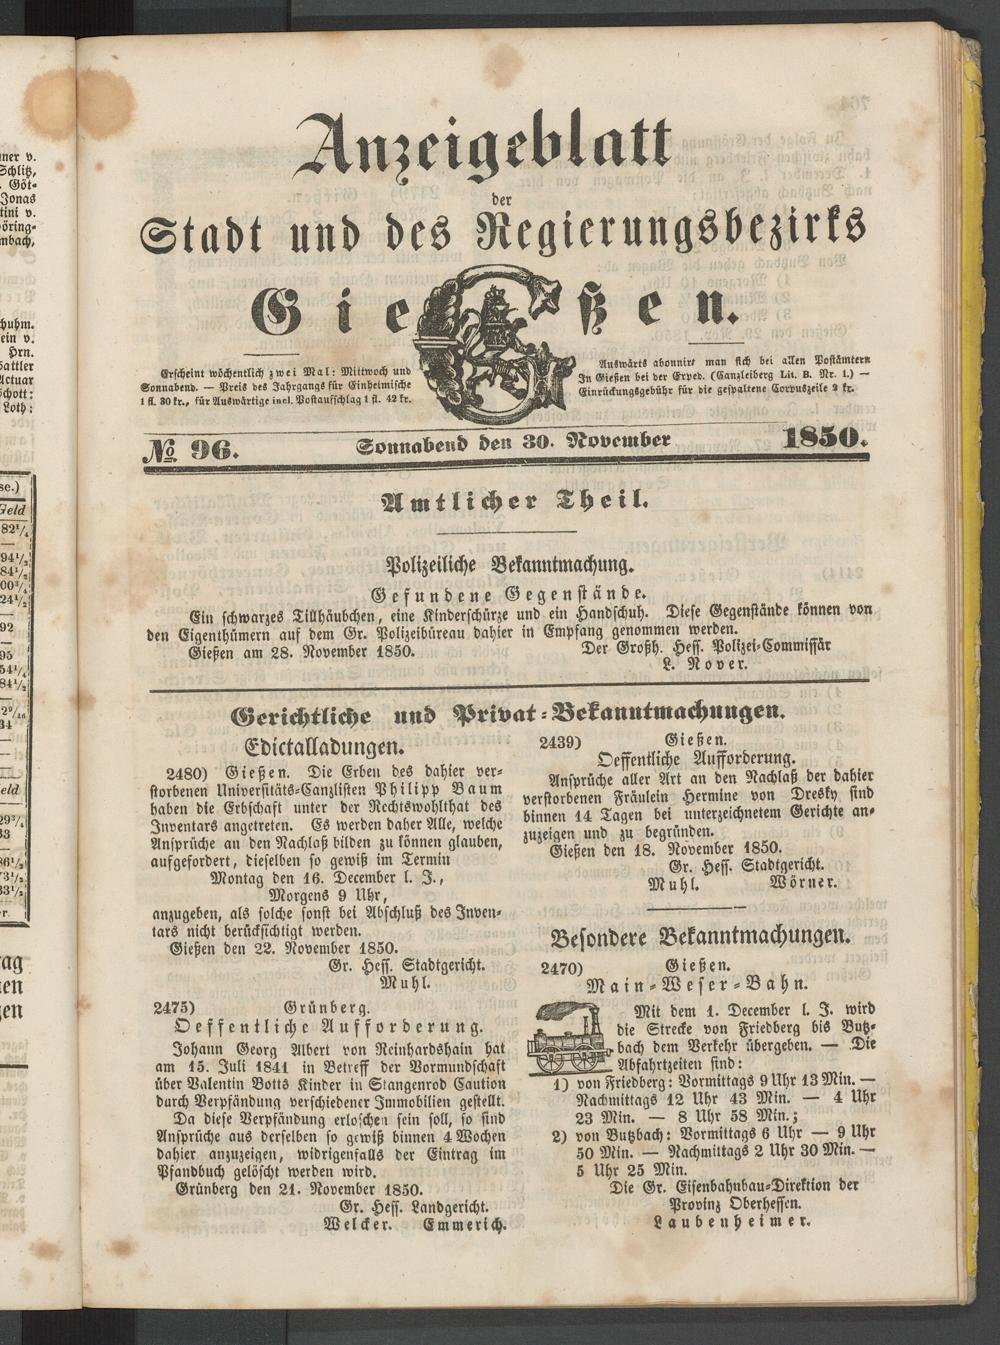 Anzeigeblatt
der
Stadt und des Regierungsbezirks
Gießen.
Erscheint wöchentlich zwei Mal: Mittwoch und
Sonnabend. — Preis des Jahrgangs für Einheimische
1 fl. 30 kr., für Auswärtige incl. Postaufschlag 1 fl. 42 kr.
Auswärts abonnirt man sich bei allen Postämtern
In Gießen bei der Exped. (Canzleiberg Lit. B. Nr. 1.) —
Einrückungsgebühr für die gespaltene Corpuszeile 2 kr.
№ 96.
Sonnabend den 30. November
1850.
Amtlicher Theil.
Polizeiliche Bekanntmachung.
Gefundene Gegenstände.
Ein schwarzes Tillhäubchen, eine Kinderschürze und ein Handschuh. Diese Gegenstände können von
den Eigenthümern auf dem Gr. Polizeibüreau dahier in Empfang genommen werden.
Gießen am 28. November 1850.
Der Großh. Hess. Polizei-Commissär
L. Nover.
Gerichtliche und Privat-Bekanntmachungen.
Edictalladungen.
2480) Gießen. Die Erben des dahier ver-
storbenen Universitäts-Canzlisten Philipp Baum
haben die Erbschaft unter der Rechtswohlthat des
Inventars angetreten. Es werden daher Alle, welche
Ansprüche an den Nachlaß bilden zu können glauben,
aufgefordert, dieselben so gewiß im Termin
Montag den 16. December l. J.,
Morgens 9 Uhr,
anzugeben, als solche sonst bei Abschluß des Inven-
tars nicht berücksichtigt werden.
Gießen den 22. November 1850.
Gr. Hess. Stadtgericht.
Muhl.
2475) Grünberg.
Oeffentliche Aufforderung.
Johann Georg Albert von Reinhardshain hat
am 15. Juli 1841 in Betreff der Vormundschaft
über Valentin Botts Kinder in Stangenrod Caution
durch Verpfändung verschiedener Immobilien gestellt.
Da diese Verpfändung erloschen sein soll, so sind
Ansprüche aus derselben so gewiß binnen 4 Wochen
dahier anzuzeigen, widrigenfalls der Eintrag im
Pfandbuch gelöscht werden wird.
Grünberg den 21. November 1850.
Gr. Hess. Landgericht.
Welcker. Emmerich.
2439) Gießen.
Oeffentliche Aufforderung.
Ansprüche aller Art an den Nachlaß der dahier
verstorbenen Fräulein Hermine von Dresky sind
binnen 14 Tagen bei unterzeichnetem Gerichte an-
zuzeigen und zu begründen.
Gießen den 18. November 1850.
Gr. Hess. Stadtgericht.
Muhl. Wörner.
Besondere Bekanntmachungen.
2470) Gießen.
Main-Weser-Bahn.
Mit dem 1. December l. J. wird
die Strecke von Friedberg bis Butz-
bach dem Verkehr übergeben. — Die
Abfahrtzeiten sind:
1) von Friedberg: Vormittags 9 Uhr 13 Min. —
Nachmittags 12 Uhr 43 Min. — 4 Uhr
23 Min. — 8 Uhr 58 Min.;
2) von Butzbach: Vormittags 6 Uhr — 9 Uhr
50 Min. — Nachmittags 2 Uhr 30 Min. —
5 Uhr 25 Min.
Die Gr. Eisenbahnbau-Direktion der
Provinz Oberhessen.
Laubenheimer.